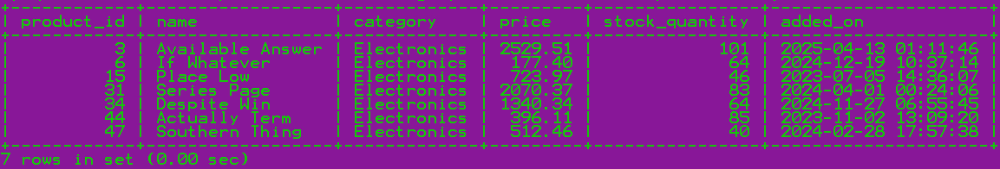 +------------+------------------+-------------+---------+----------------+---------------------+
| product_id | name             | category    | price   | stock_quantity | added_on            |
+------------+------------------+-------------+---------+----------------+---------------------+
|          3 | Available Answer | Electronics | 2529.51 |            101 | 2025-04-13 01:11:46 |
|          6 | If Whatever      | Electronics |  177.40 |             64 | 2024-12-19 10:37:14 |
|         15 | Place Low        | Electronics |  723.97 |             46 | 2023-07-05 14:36:07 |
|         31 | Series Page      | Electronics | 2070.37 |             83 | 2024-04-01 00:24:06 |
|         34 | Despite Win      | Electronics | 1340.34 |             64 | 2024-11-27 06:55:45 |
|         44 | Actually Term    | Electronics |  396.11 |             85 | 2023-11-02 13:09:20 |
|         47 | Southern Thing   | Electronics |  512.46 |             40 | 2024-02-28 17:57:38 |
+------------+------------------+-------------+---------+----------------+---------------------+
7 rows in set (0.00 sec)